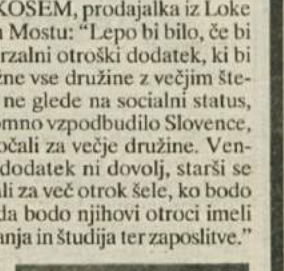 KOSEM, prodajalka iz Loke
Mostu: "Lepo bi bilo, če bi
rzalni otroški dodatek, ki bi
žne vse družine z večjim šte-
ne glede na socialni status,
omno vzpodbudilo Slovence,
očali za večje družine. Ven-
dodatek ni dovolj, starši se
li za več otrok šele, ko bodo
da bodo njihovi otroci imeli
anja in študija ter zaposlitve."